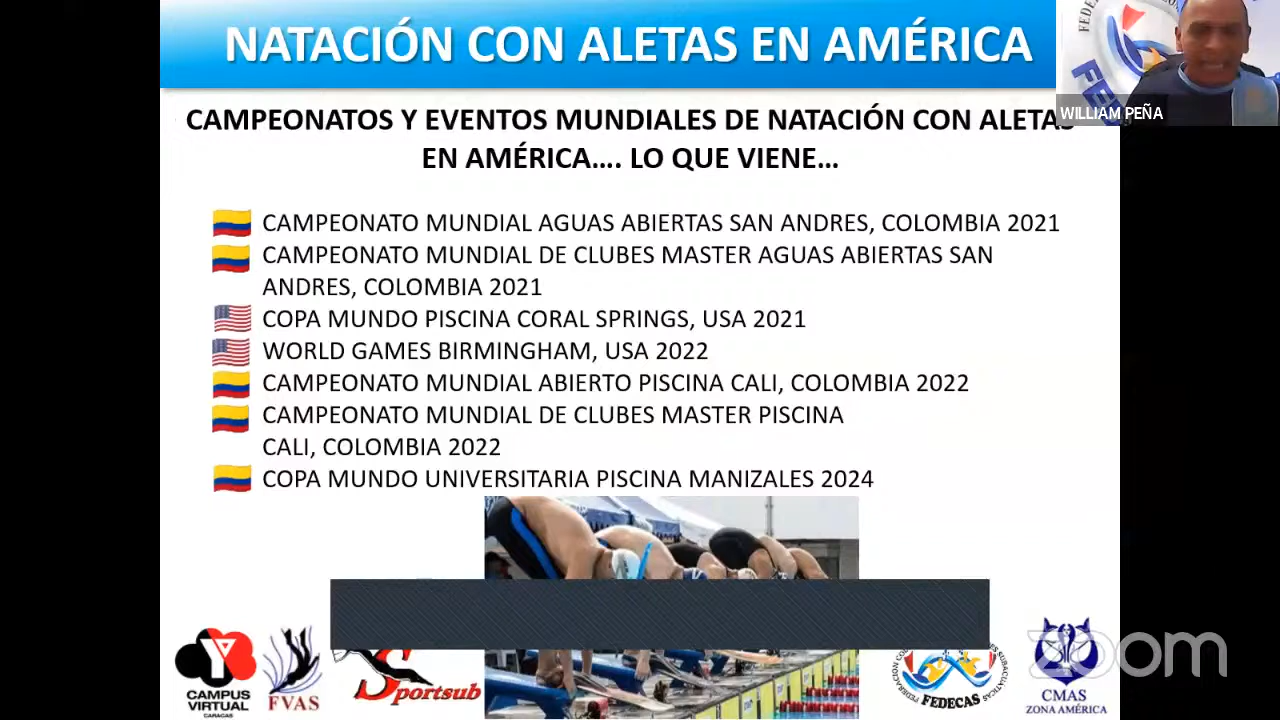 NATACIÓN CON ALETAS EN AMÉRICA
WILLIAM PEÑA
CAMPEONATOS Y EVENTOS MUNDIALES DE NATACIÓN CON ALETAS
EN AMÉRICA.... LO QUE VIENE...
CAMPEONATO MUNDIAL AGUAS ABIERTAS SAN ANDRES, COLOMBIA 2021
CAMPEONATO MUNDIAL DE CLUBES MASTER AGUAS ABIERTAS SAN
ANDRES, COLOMBIA 2021
COPA MUNDO PISCINA CORAL SPRINGS, USA 2021
WORLD GAMES BIRMINGHAM, USA 2022
CAMPEONATO MUNDIAL ABIERTO PISCINA CALI, COLOMBIA 2022
CAMPEONATO MUNDIAL DE CLUBES MASTER PISCINA
CALI, COLOMBIA 2022
COPA MUNDO UNIVERSITARIA PISCINA MANIZALES 2024
Y
CAMPUS
VIRTUAL
CARACAS
FVAS
Sportsub
FEDECAS
CMAS
ZONA AMÉRICA
zoom